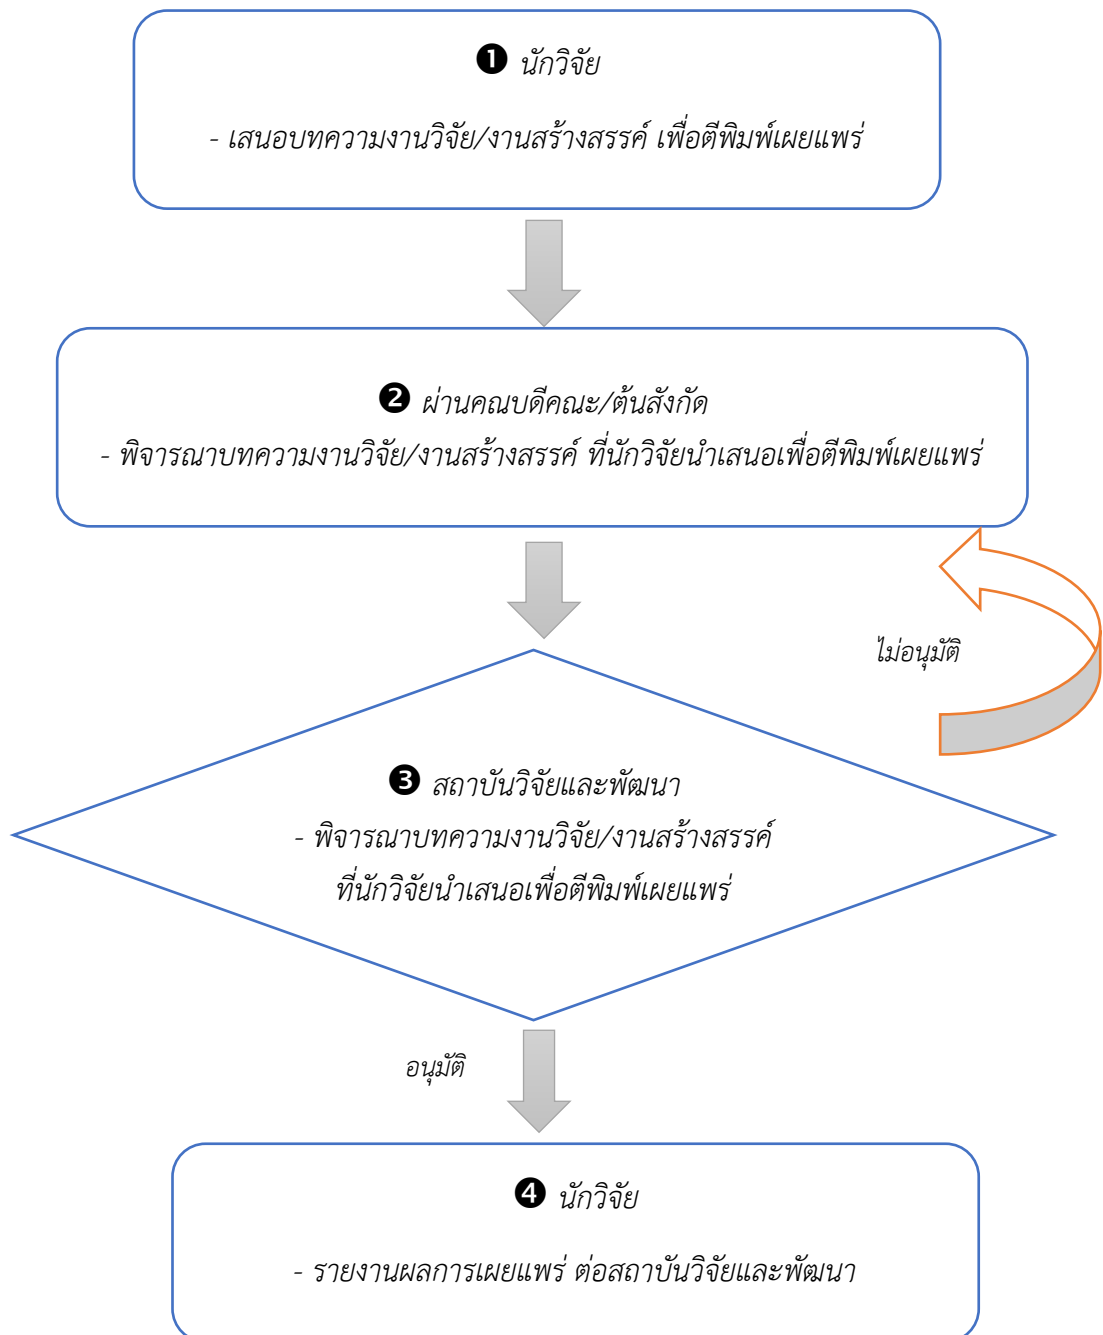 ❶ นักวิจัย
- เสนอบทความงานวิจัย/งานสร้างสรรค์ เพื่อตีพิมพ์เผยแพร่
❷ ผ่านคณบดีคณะ/ต้นสังกัด
- พิจารณาบทความงานวิจัย/งานสร้างสรรค์ ที่นักวิจัยนำเสนอเพื่อตีพิมพ์เผยแพร่
ไม่อนุมัติ
❸ สถาบันวิจัยและพัฒนา
- พิจารณาบทความงานวิจัย/งานสร้างสรรค์
ที่นักวิจัยนำเสนอเพื่อตีพิมพ์เผยแพร่
อนุมัติ
❹ นักวิจัย
- รายงานผลการเผยแพร่ ต่อสถาบันวิจัยและพัฒนา